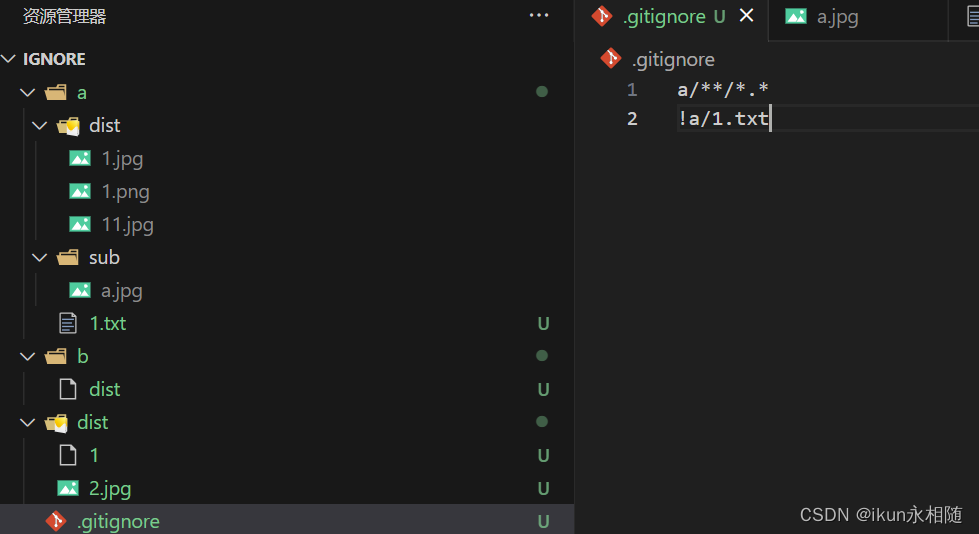 资源管理器 ...
IGNORE
a
dist
1.jpg
1.png
11.jpg
sub
a.jpg
1.txt U
b
dist U
dist
1 U
2.jpg U
.gitignore U
.gitignore U a.jpg
.gitignore
1 a/**/*.*
2 !a/1.txt
CSDN @ikun永相随